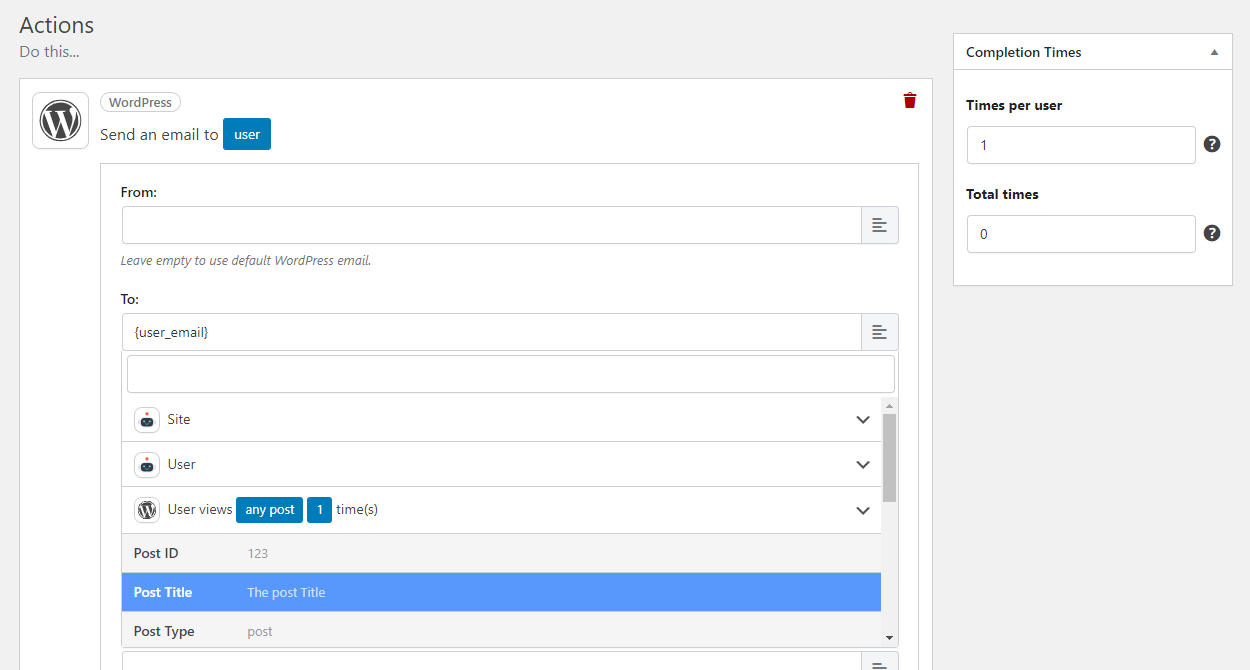 Actions
Do this...
WordPress
Send an email to user
From:
Leave empty to use default WordPress email.
To:
{user_email}
Site
User
User views any post 1 time(s)
Post ID 123
Post Title The post Title
Post Type post
Completion Times
Times per user
1
?
Total times
0
?